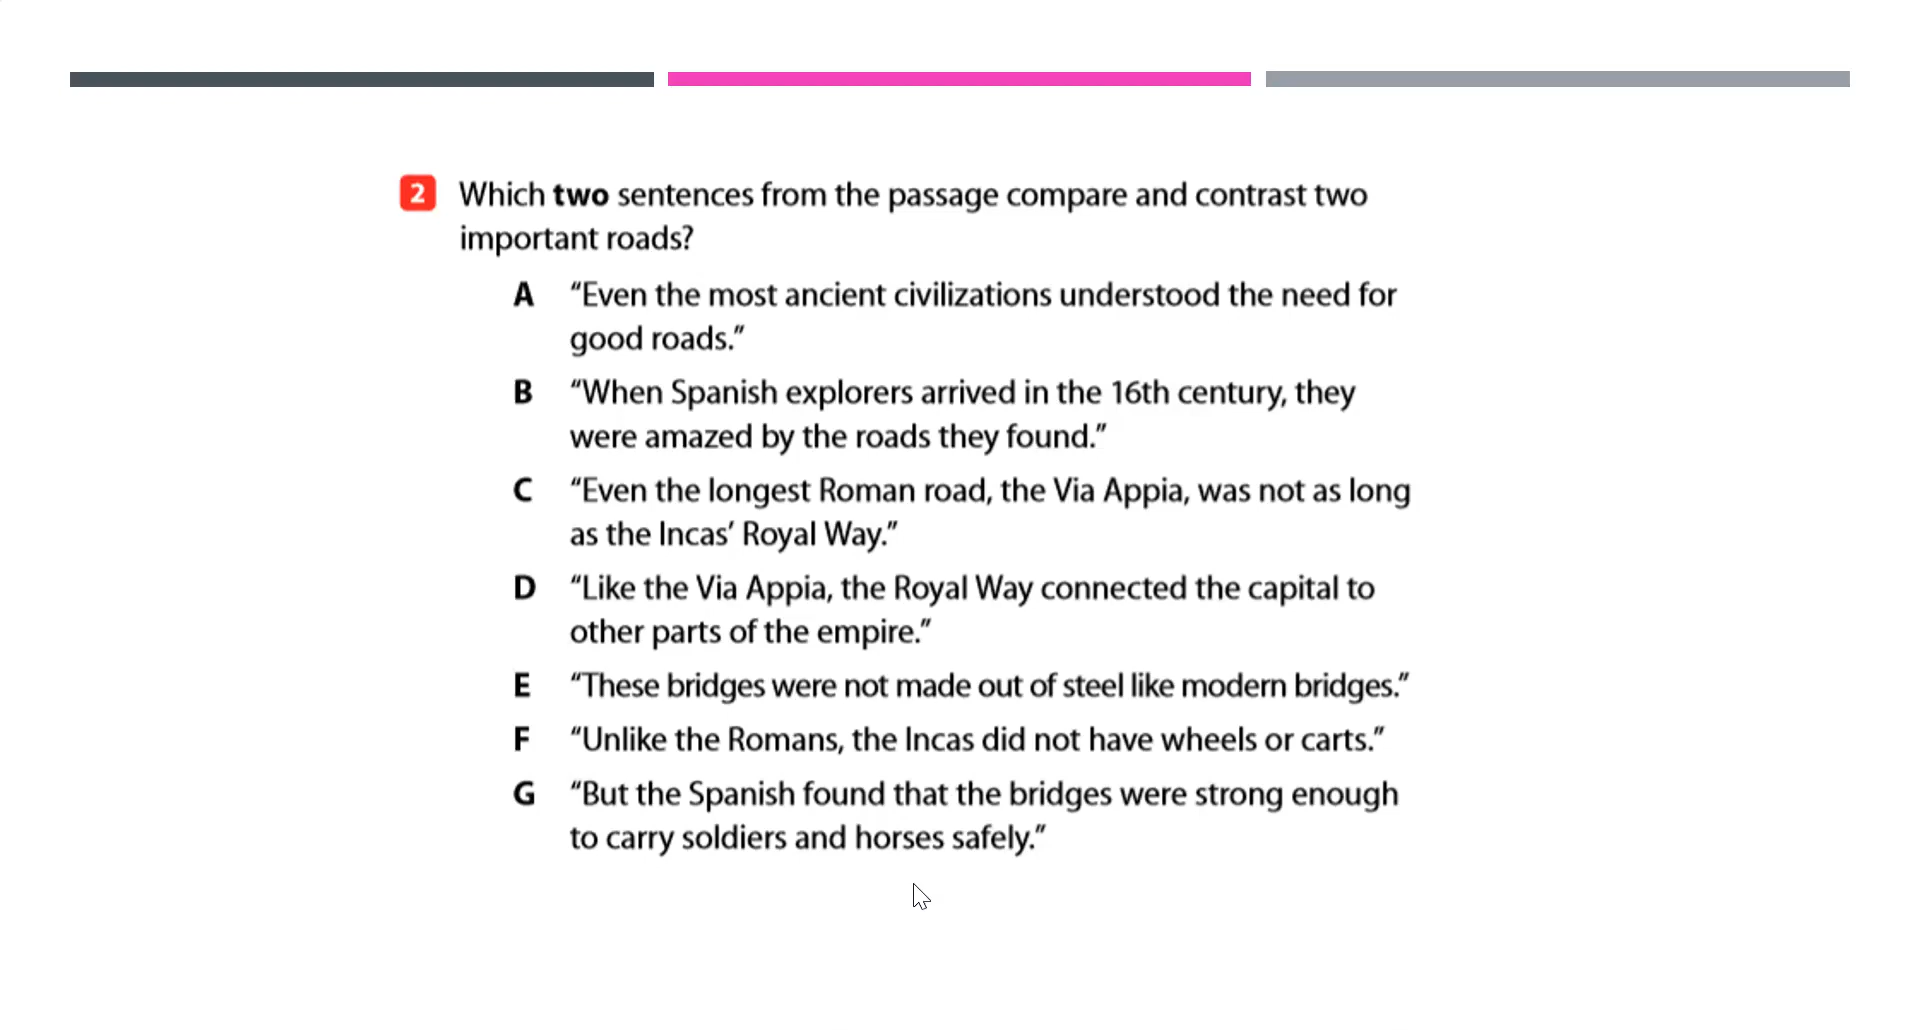 2 Which two sentences from the passage compare and contrast two
important roads?
A “Even the most ancient civilizations understood the need for
good roads.”
B “When Spanish explorers arrived in the 16th century, they
were amazed by the roads they found.”
C “Even the longest Roman road, the Via Appia, was not as long
as the Incas’ Royal Way.”
D “Like the Via Appia, the Royal Way connected the capital to
other parts of the empire.”
E “These bridges were not made out of steel like modern bridges.”
F “Unlike the Romans, the Incas did not have wheels or carts.”
G “But the Spanish found that the bridges were strong enough
to carry soldiers and horses safely.”